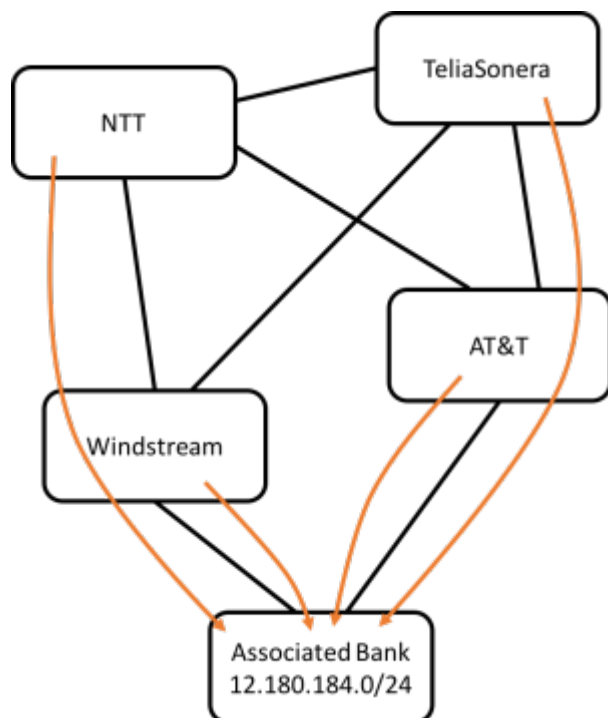 TeliaSonera
NTT
AT&T
Windstream
Associated Bank
12.180.184.0/24